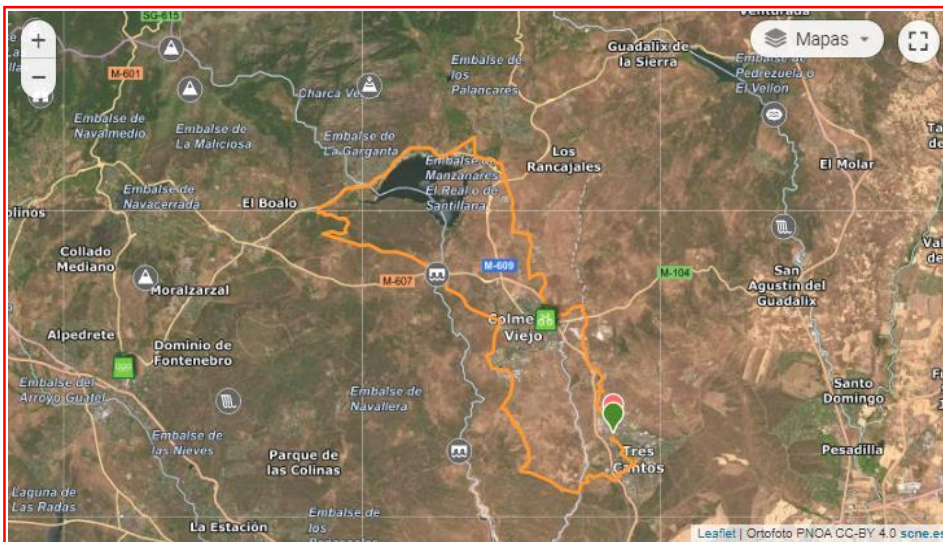 SG-615
Venturada
+
−
M-601
Mapas
Guadalix de
la Sierra
Embalse de
Pedrezuela o
El Vellon
Embalse de
los
Palancares
Charca Ve
Embalse de
Navalmedio
Embalse de
La Maliciosa
Embalse de
La Garganta
Los
Rancajales
El Molar
Embalse de
Manzanares
El Real o de
Santillana
Embalse de
Navacerrada
El Boalo
olinos
Collado
Mediano
M-607
M-609
M-104
San
Agustin del
Guadalix
Moralzarzal
Colme
Viejo
Alpedrete
Dominio de
Fontenebro
Embalse del
Arroyo Guatel
Embalse de
Navallera
Santo
Domingo
Embalse de
las Nieves
Parque de
las Colinas
Tres
Cantos
Pesadilla
Laguna de
Las Radas
La Estación
Embalse de
los
Leaflet | Ortofoto PNOA CC-BY 4.0 scne.es